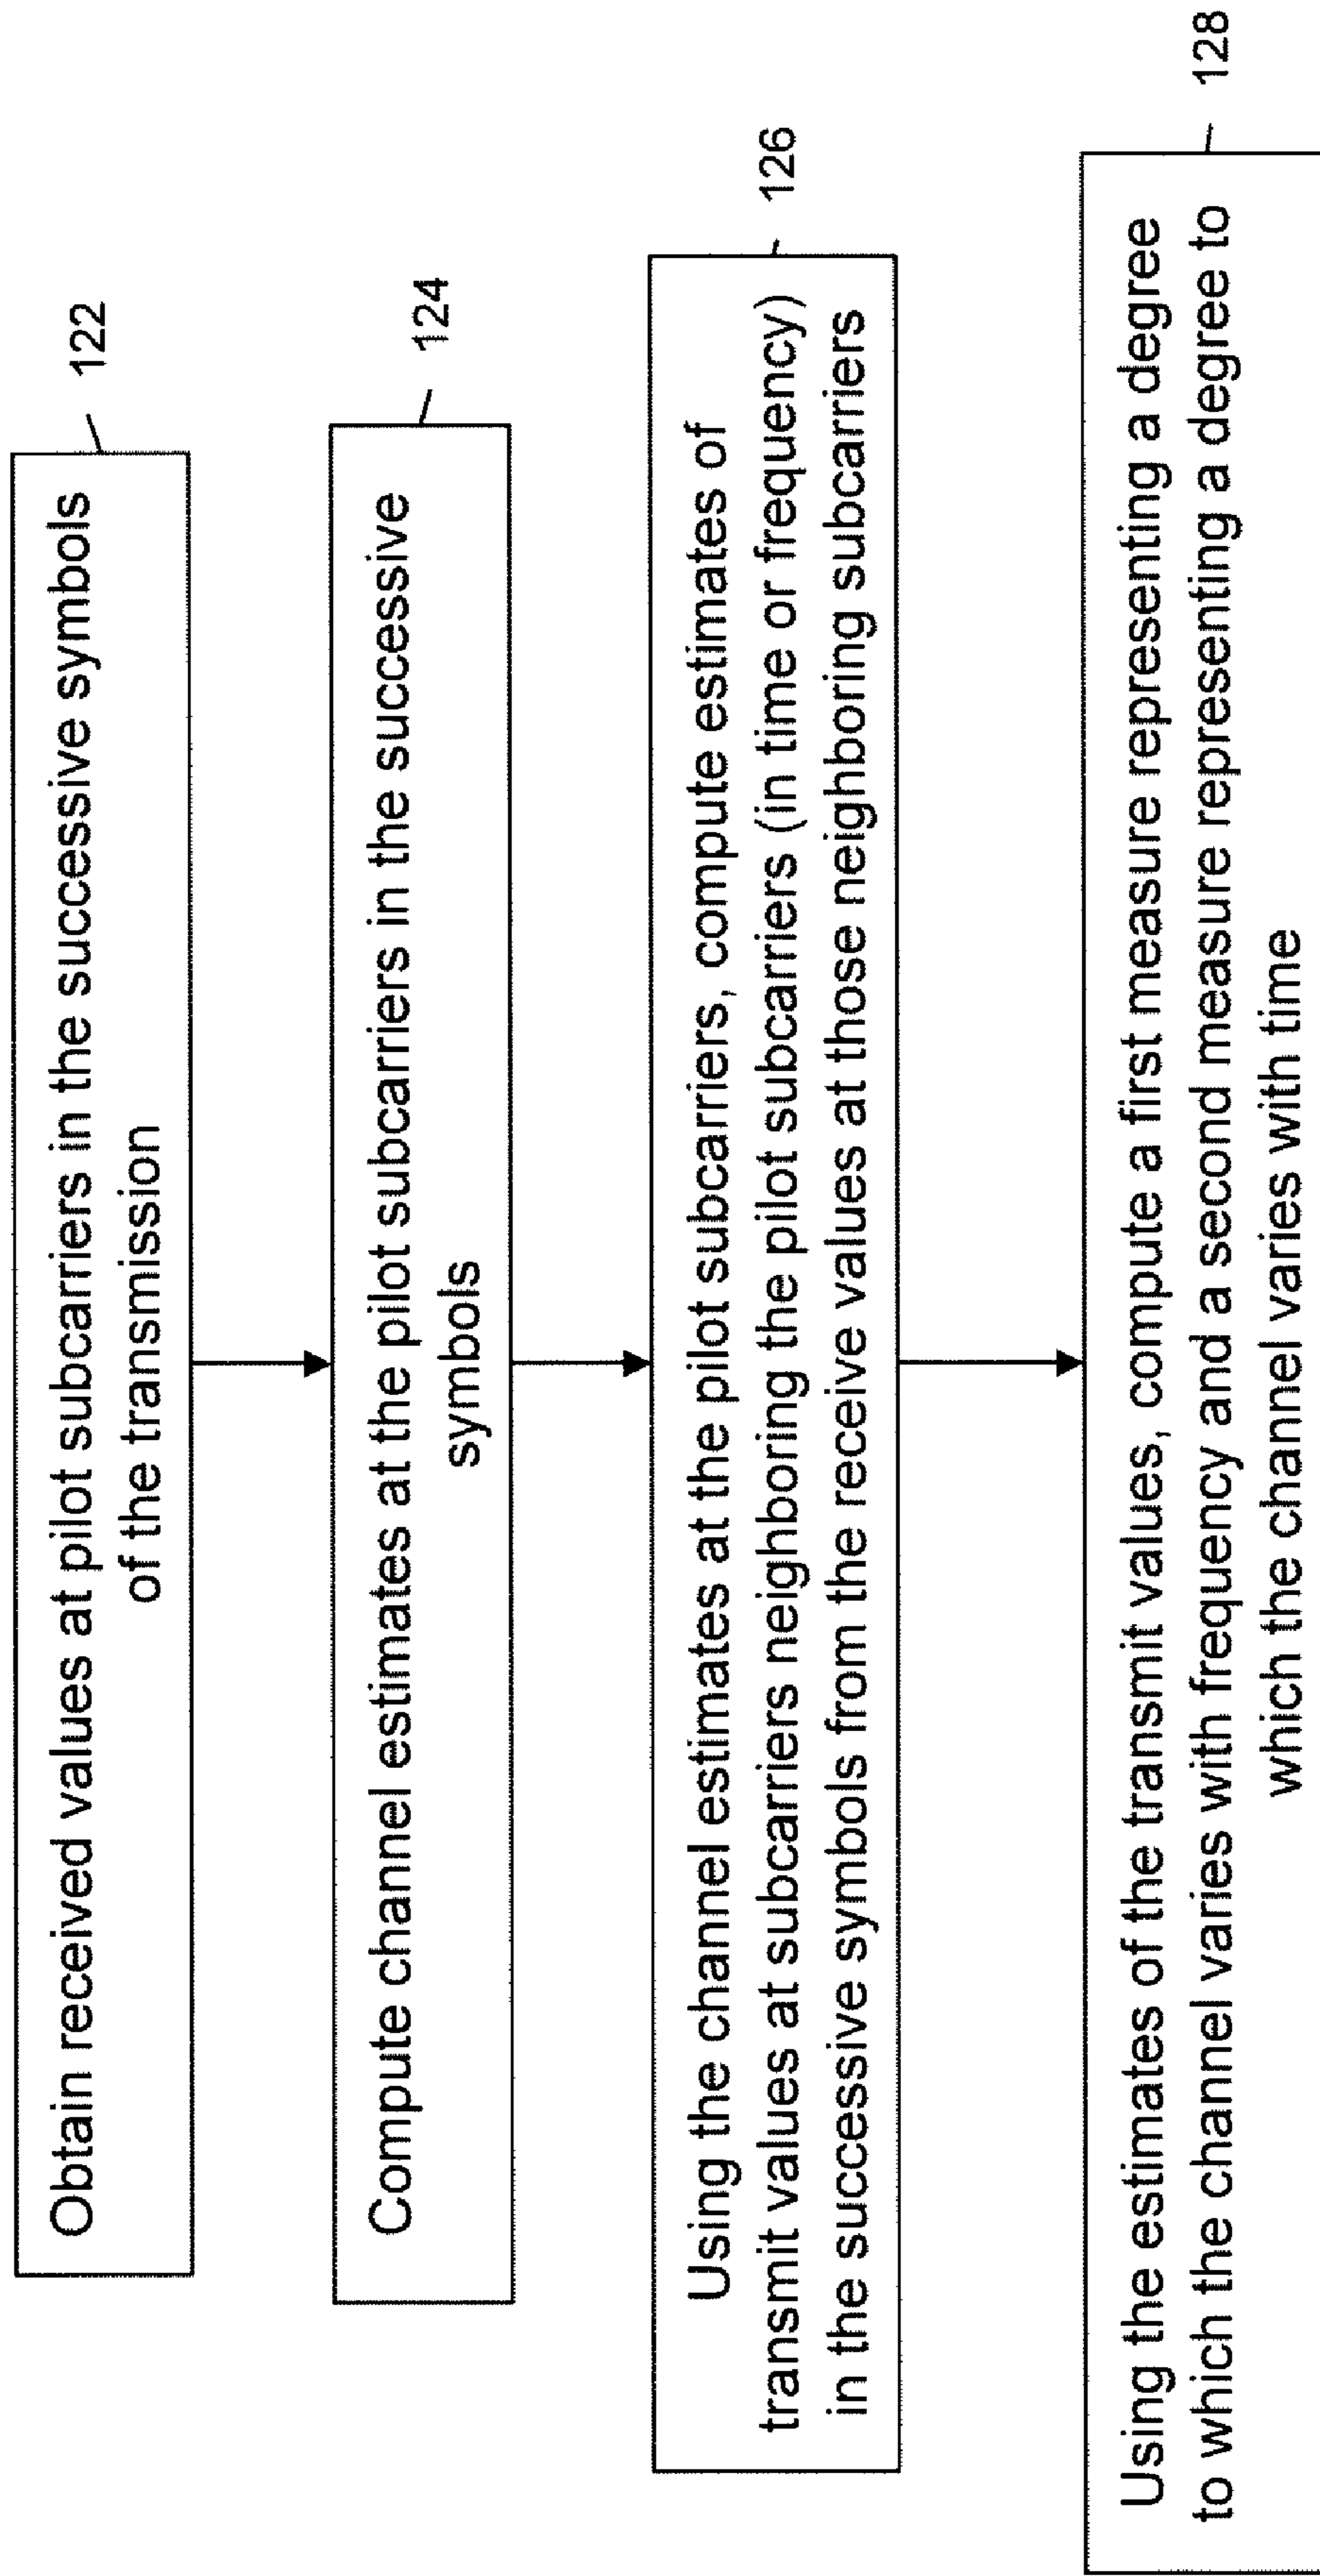 Obtain received values at pilot subcarriers in the successive symbols
of the transmission
122
Compute channel estimates at the pilot subcarriers in the successive
symbols
124
Using the channel estimates at the pilot subcarriers, compute estimates of
transmit values at subcarriers neighboring the pilot subcarriers (in time or frequency)
in the successive symbols from the receive values at those neighboring subcarriers
126
Using the estimates of the transmit values, compute a first measure representing a degree
to which the channel varies with frequency and a second measure representing a degree to
which the channel varies with time
128